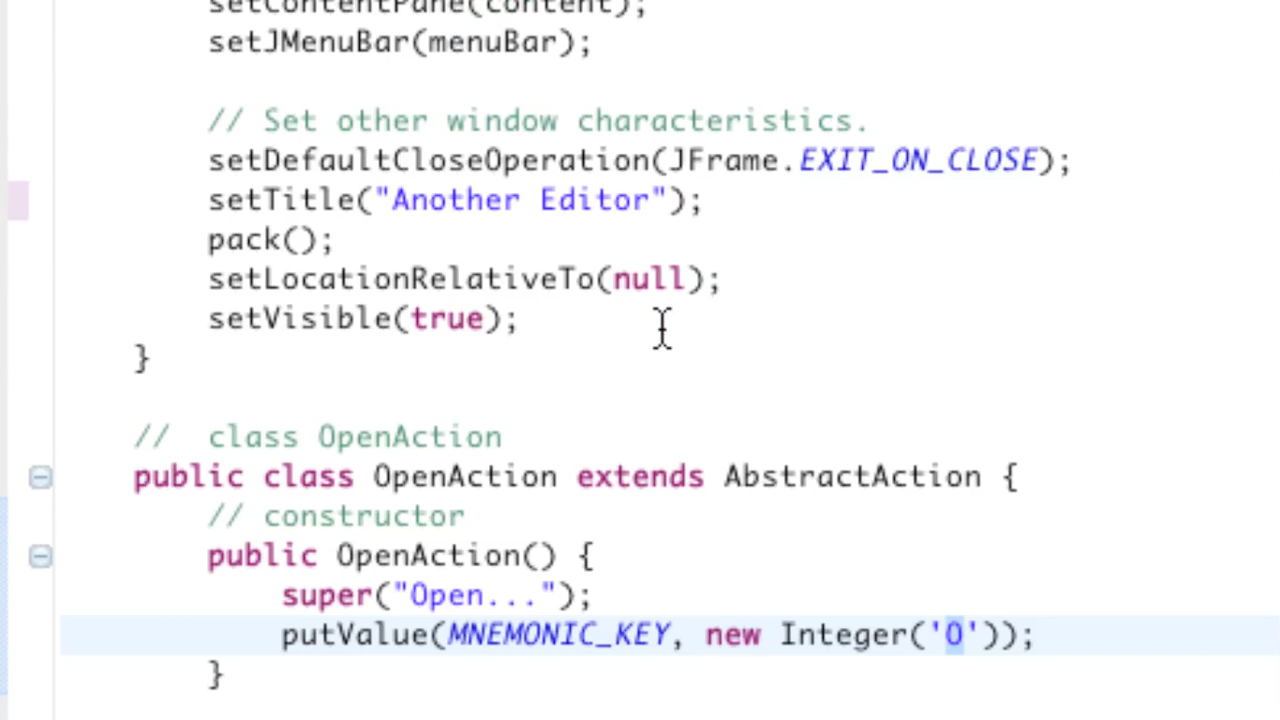 setContentPane(content);
setJMenuBar(menuBar);
// Set other window characteristics.
setDefaultCloseOperation(JFrame.EXIT_ON_CLOSE);
setTitle("Another Editor");
pack();
setLocationRelativeTo(null);
setVisible(true);
}
//  class OpenAction
public class OpenAction extends AbstractAction {
// constructor
public OpenAction() {
super("Open...");
putValue(MNEMONIC_KEY, new Integer('O'));
}